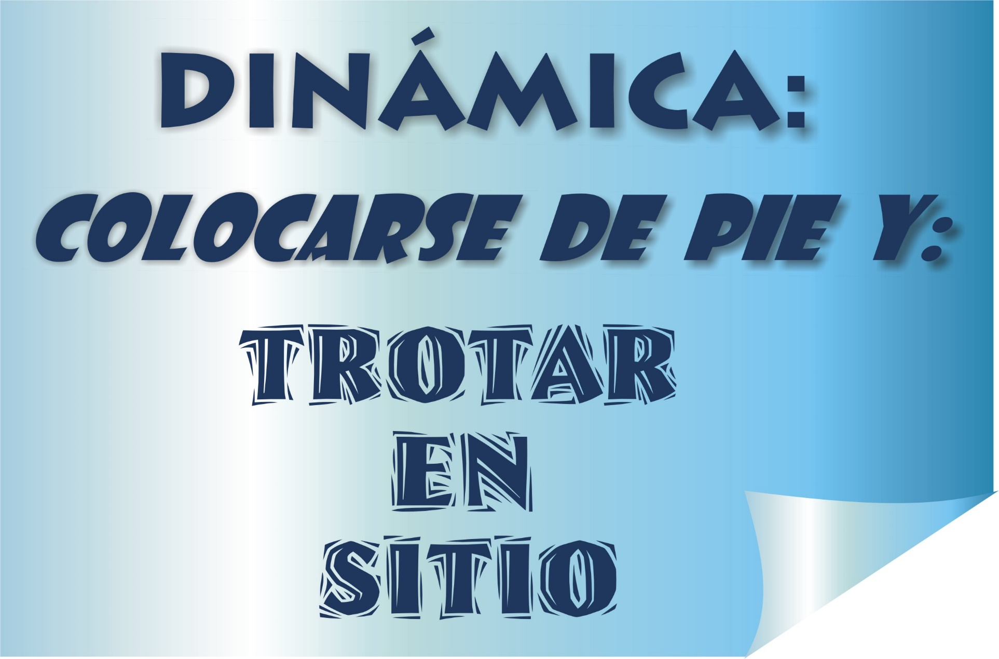 DINÁMICA:
COLOCARSE DE PIE Y:
TROTAR
EN
SITIO